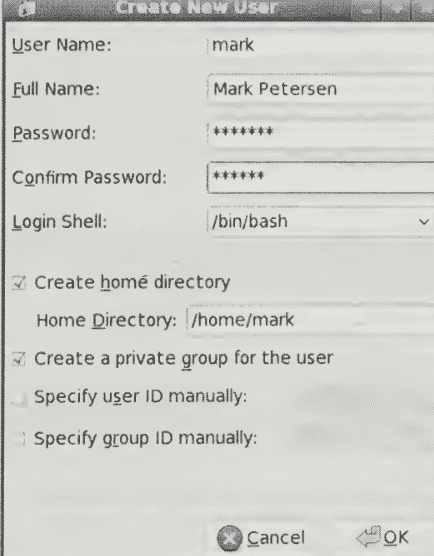 Create New User
User Name: mark
Full Name: Mark Petersen
Password: *******
Confirm Password: ******
Login Shell: /bin/bash
Create home directory
Home Directory: /home/mark
Create a private group for the user
Specify user ID manually:
Specify group ID manually:
Cancel OK